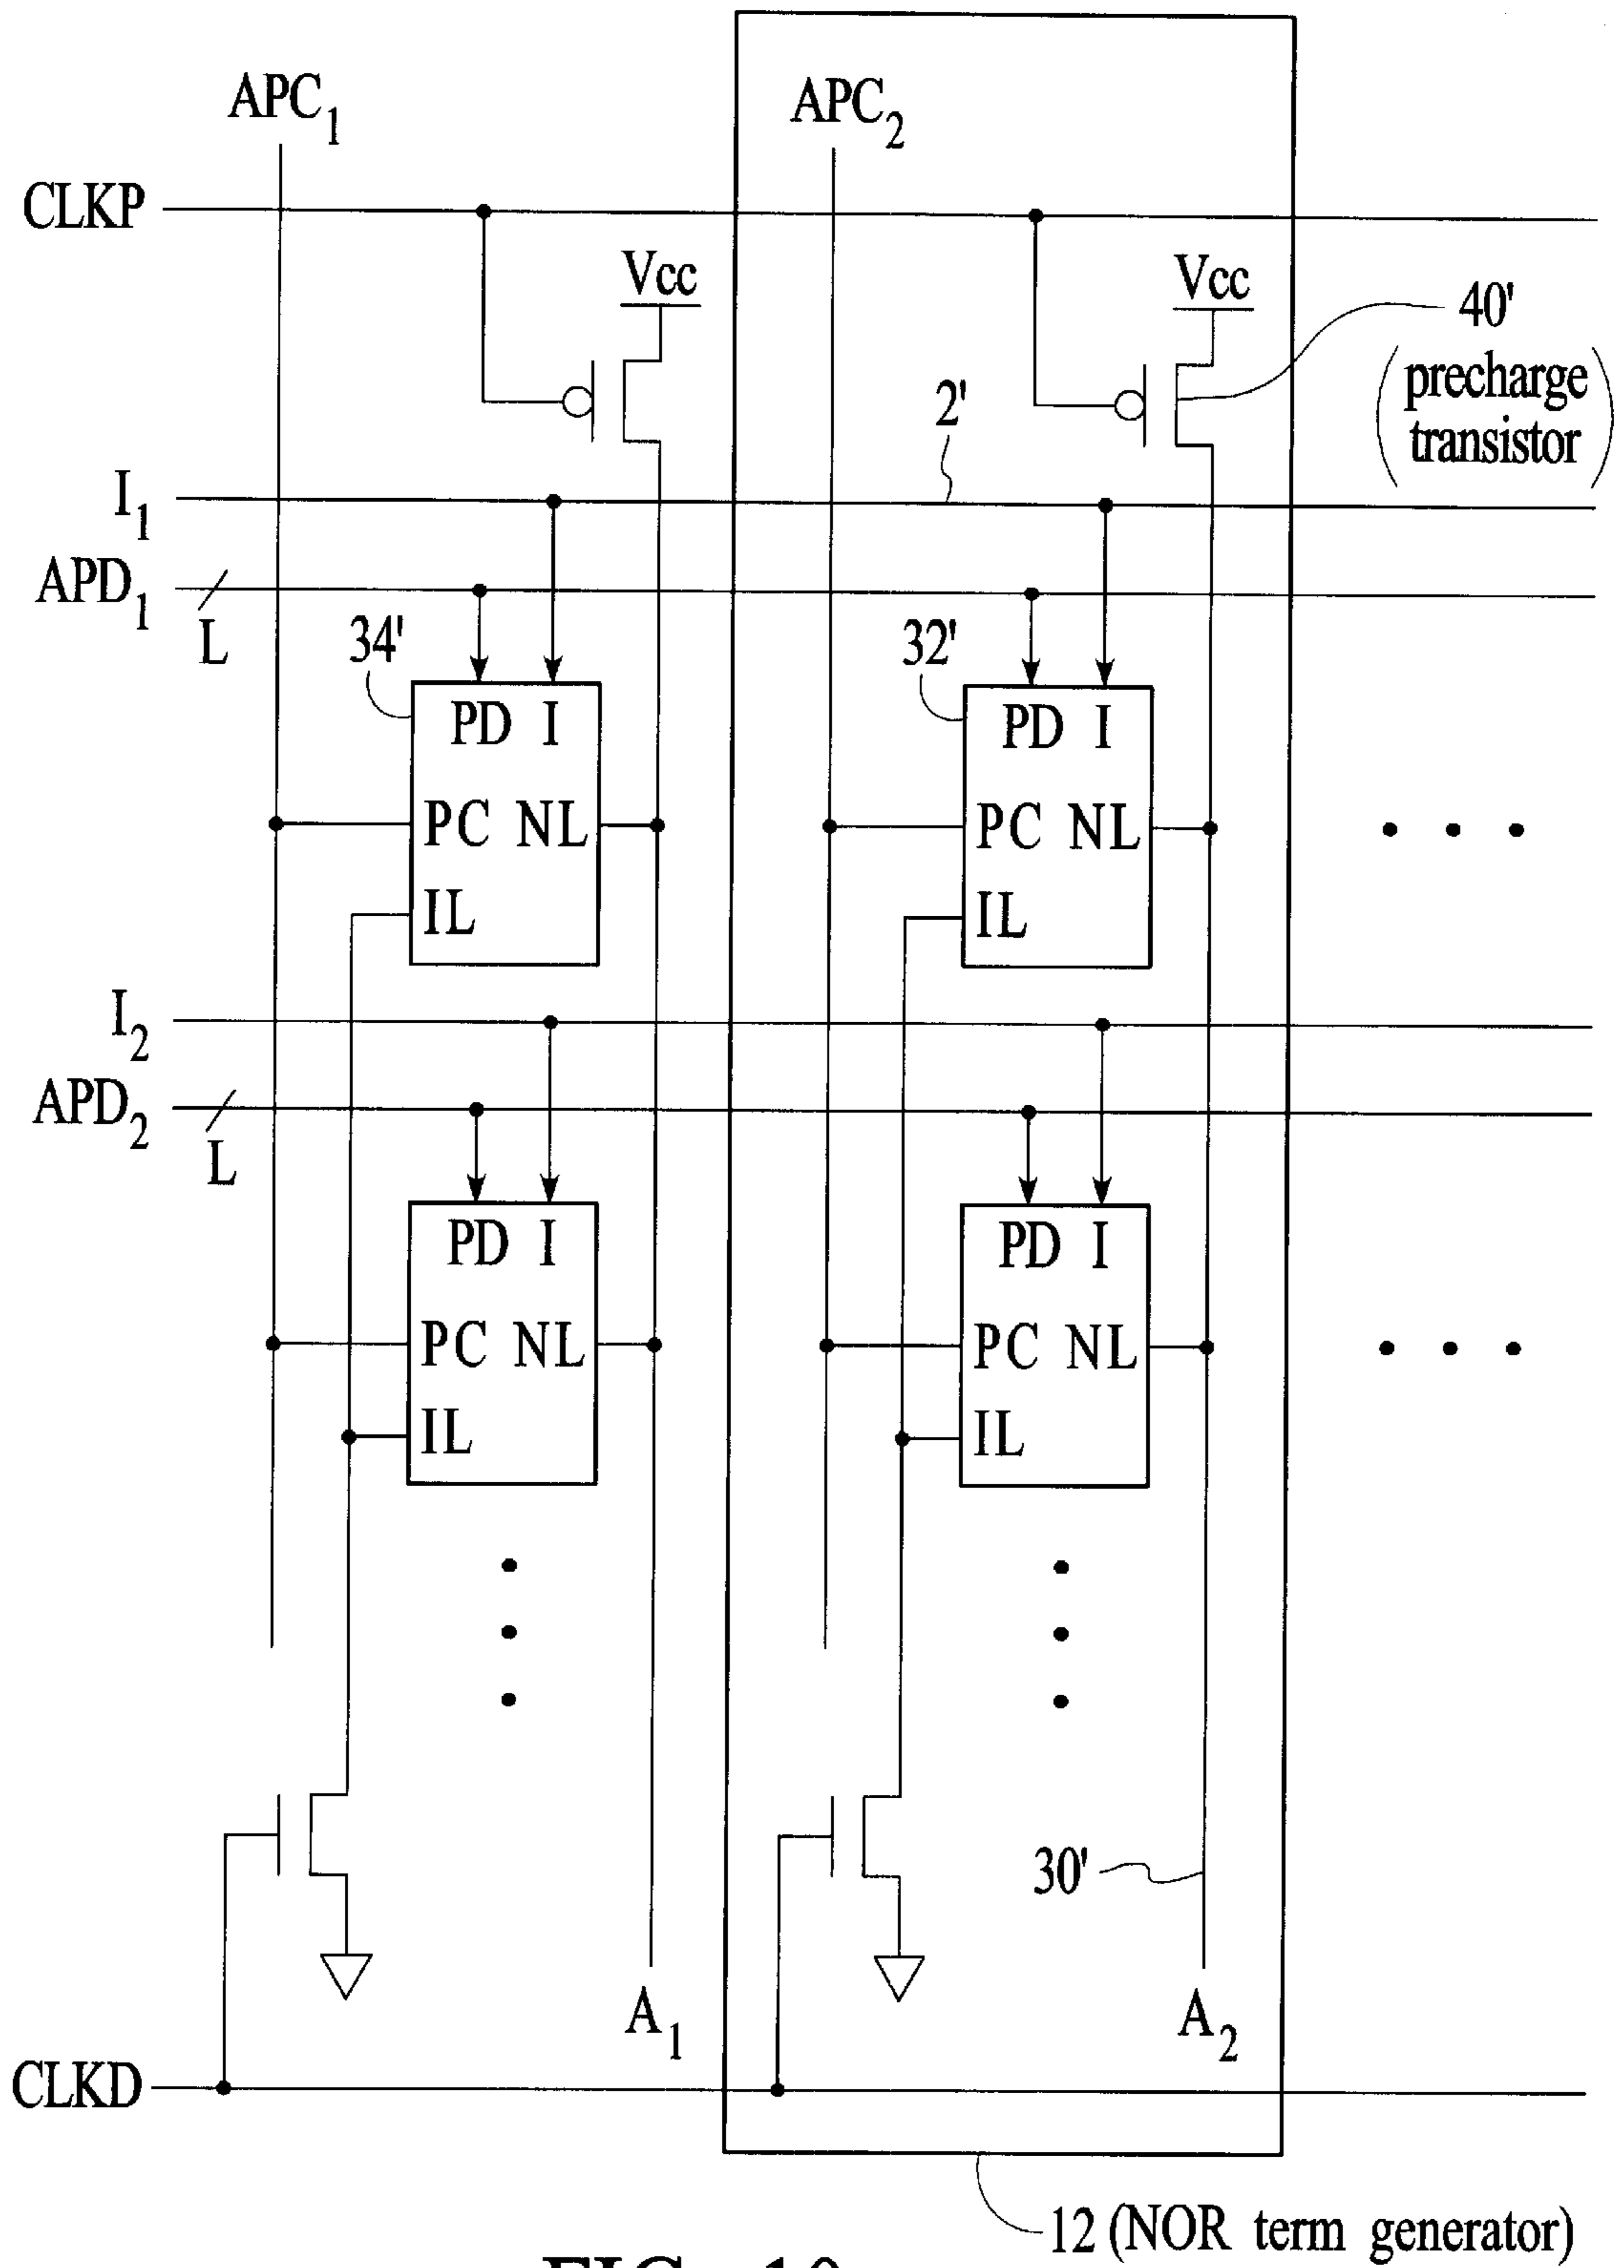 APC1 APC2
CLKP
Vcc Vcc
40'
(precharge transistor)
2'
I1
APD1
L
34' 32'
PD I PD I
PC NL PC NL
IL IL
I2
APD2
L
PD I PD I
PC NL PC NL
IL IL
30'
A1 A2
CLKD
12 (NOR term generator)